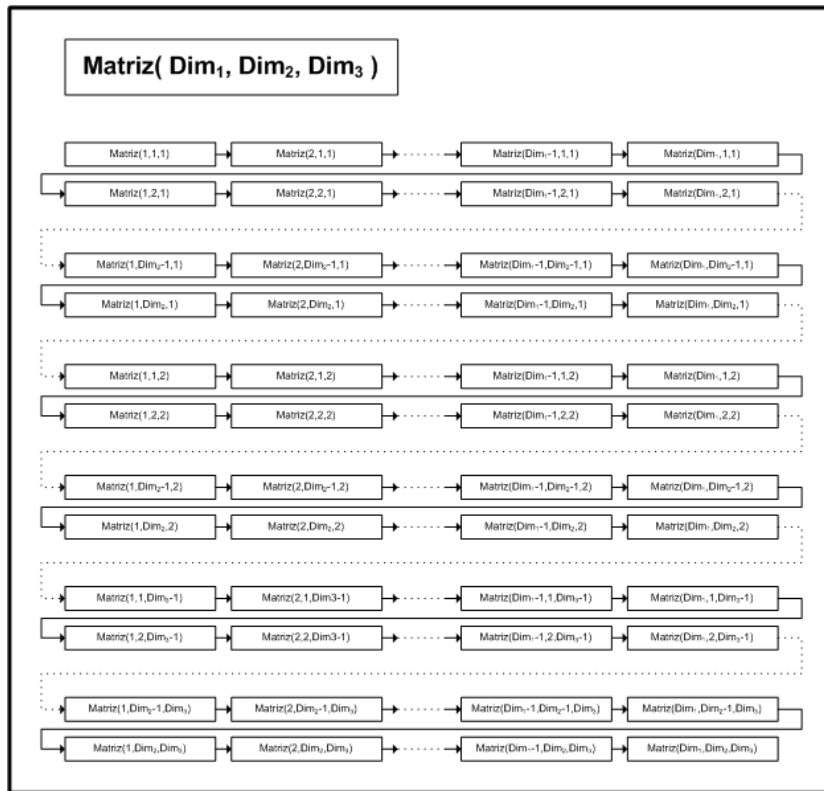 Matriz( Dim₁, Dim₂, Dim₃ )
Matriz(1,1,1) Matriz(2,1,1) Matriz(Dim₁-1,1,1) Matriz(Dim₁,1,1)
Matriz(1,2,1) Matriz(2,2,1) Matriz(Dim₁-1,2,1) Matriz(Dim₁,2,1)
Matriz(1,Dim₂-1,1) Matriz(2,Dim₂-1,1) Matriz(Dim₁-1,Dim₂-1,1) Matriz(Dim₁,Dim₂-1,1)
Matriz(1,Dim₂,1) Matriz(2,Dim₂,1) Matriz(Dim₁-1,Dim₂,1) Matriz(Dim₁,Dim₂,1)
Matriz(1,1,2) Matriz(2,1,2) Matriz(Dim₁-1,1,2) Matriz(Dim₁,1,2)
Matriz(1,2,2) Matriz(2,2,2) Matriz(Dim₁-1,2,2) Matriz(Dim₁,2,2)
Matriz(1,Dim₂-1,2) Matriz(2,Dim₂-1,2) Matriz(Dim₁-1,Dim₂-1,2) Matriz(Dim₁,Dim₂-1,2)
Matriz(1,Dim₂,2) Matriz(2,Dim₂,2) Matriz(Dim₁-1,Dim₂,2) Matriz(Dim₁,Dim₂,2)
Matriz(1,1,Dim₃-1) Matriz(2,1,Dim3-1) Matriz(Dim₁-1,1,Dim₃-1) Matriz(Dim₁,1,Dim₃-1)
Matriz(1,2,Dim₃-1) Matriz(2,2,Dim3-1) Matriz(Dim₁-1,2,Dim₃-1) Matriz(Dim₁,2,Dim₃-1)
Matriz(1,Dim₂-1,Dim₃) Matriz(2,Dim₂-1,Dim₃) Matriz(Dim₁-1,Dim₂-1,Dim₃) Matriz(Dim₁,Dim₂-1,Dim₃)
Matriz(1,Dim₂,Dim₃) Matriz(2,Dim₂,Dim₃) Matriz(Dim₁-1,Dim₂,Dim₃) Matriz(Dim₁,Dim₂,Dim₃)